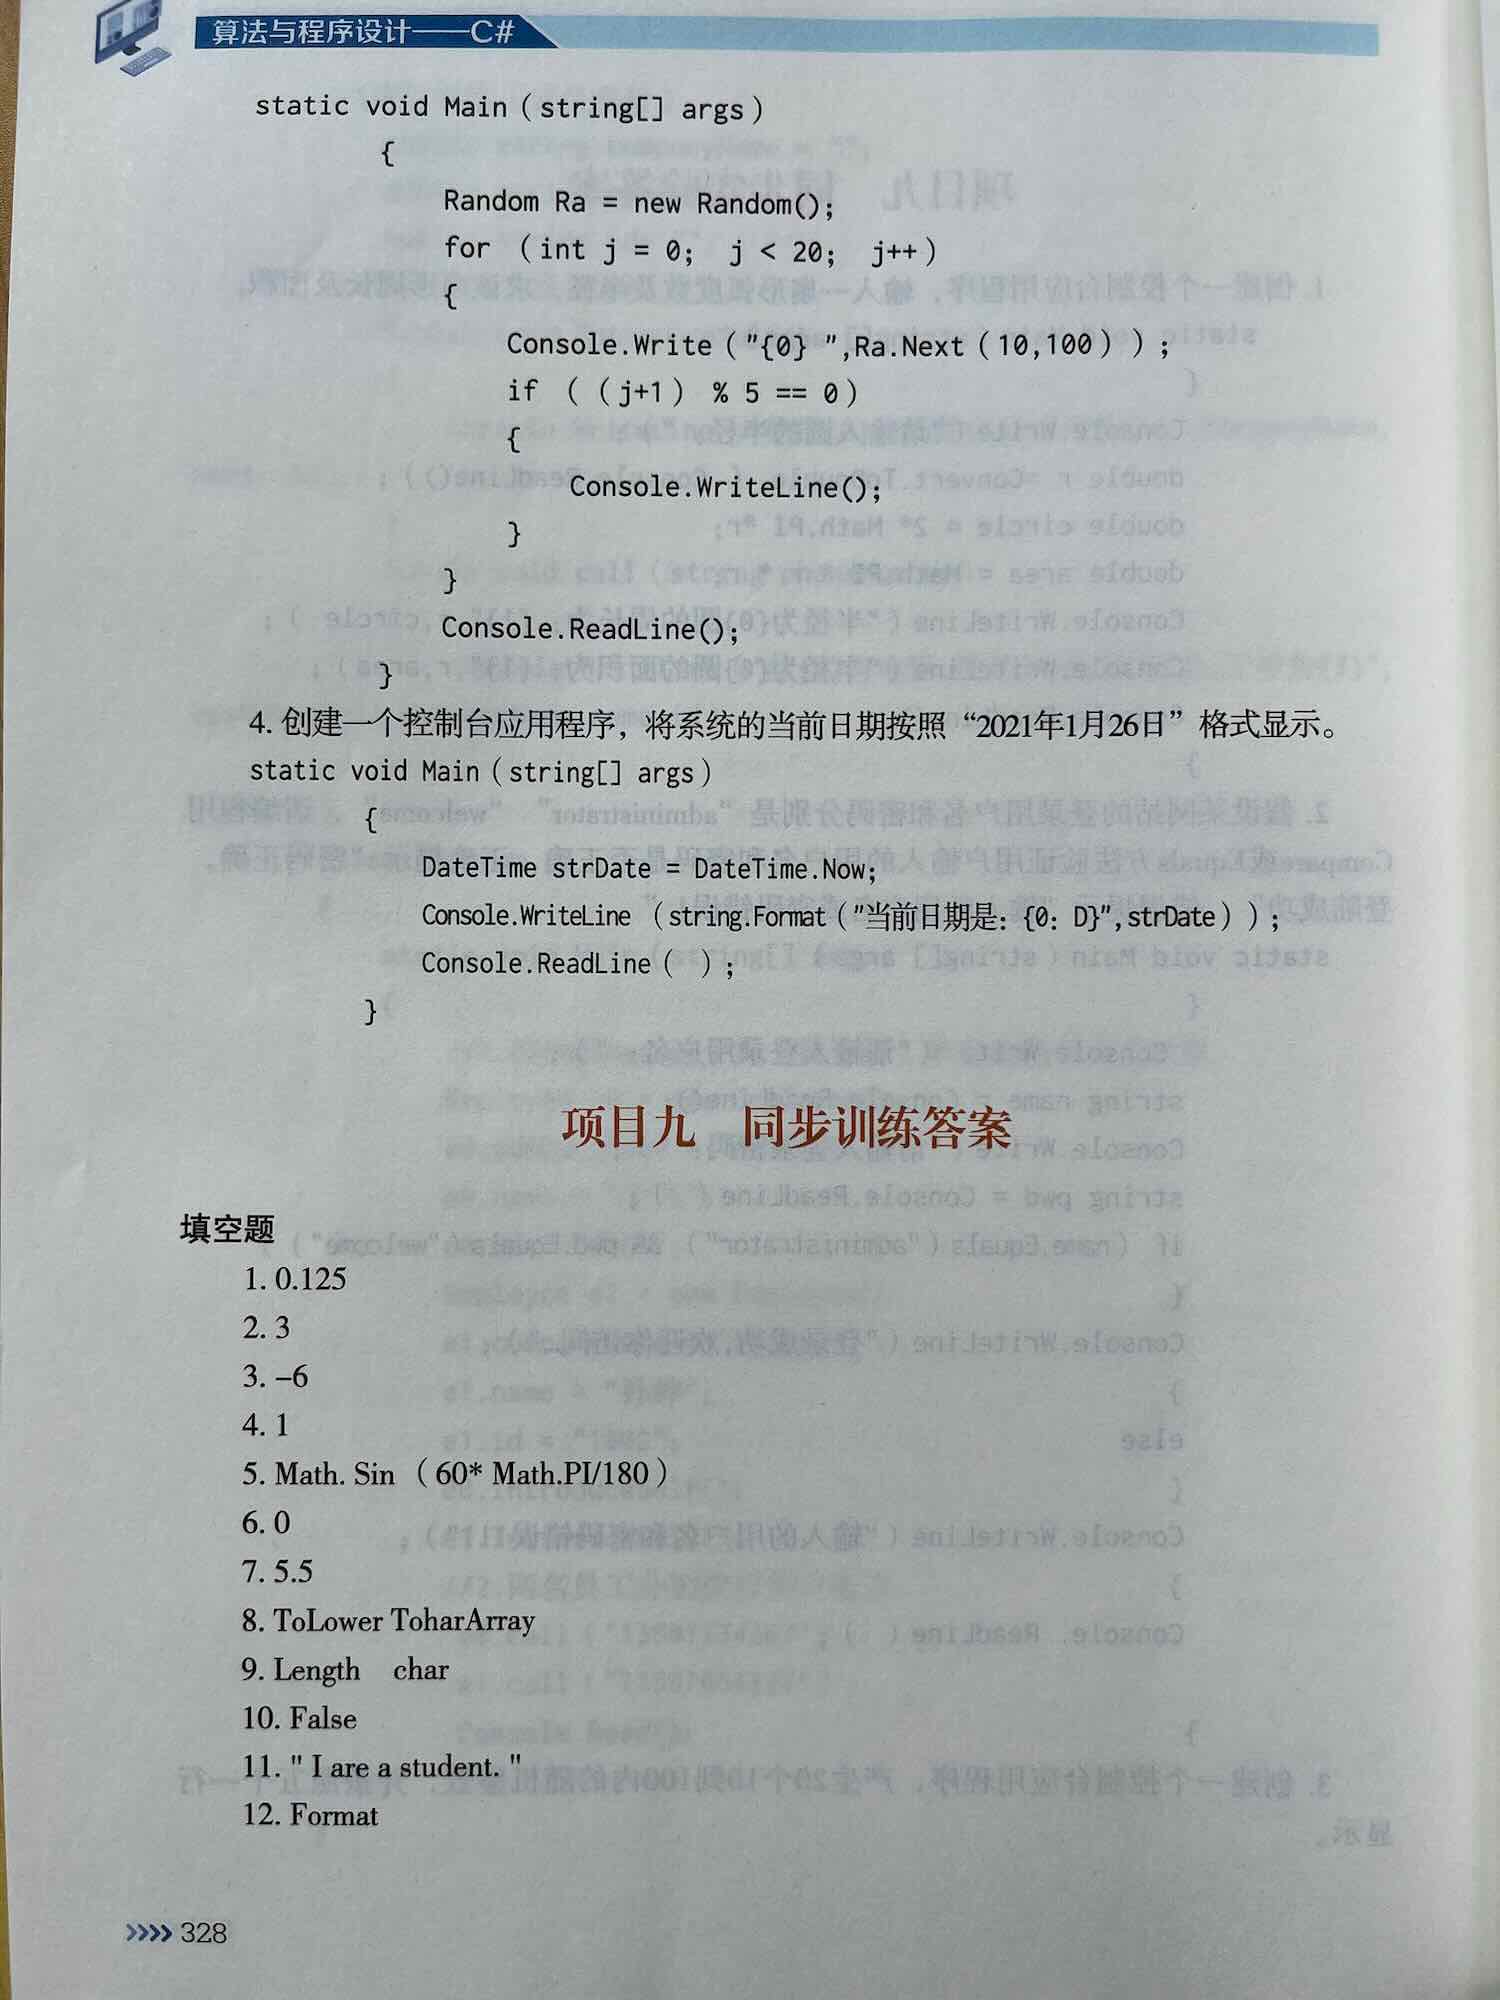 算法与程序设计——C#
static void Main（string[] args）
{
Random Ra = new Random();
for （int j = 0; j < 20; j++）
{
Console.Write（"{0} ",Ra.Next（10,100））;
if （（j+1） % 5 == 0）
{
Console.WriteLine();
}
}
Console.ReadLine();
}
4. 创建一个控制台应用程序，将系统的当前日期按照“2021年1月26日”格式显示。
static void Main（string[] args）
{
DateTime strDate = DateTime.Now;
Console.WriteLine （string.Format（"当前日期是：{0：D}",strDate））;
Console.ReadLine（ ）;
}
项目九 同步训练答案
填空题
1. 0.125
2. 3
3. –6
4. 1
5. Math. Sin （60* Math.PI/180）
6. 0
7. 5.5
8. ToLower ToharArray
9. Length char
10. False
11. " I are a student. "
12. Format
»»328